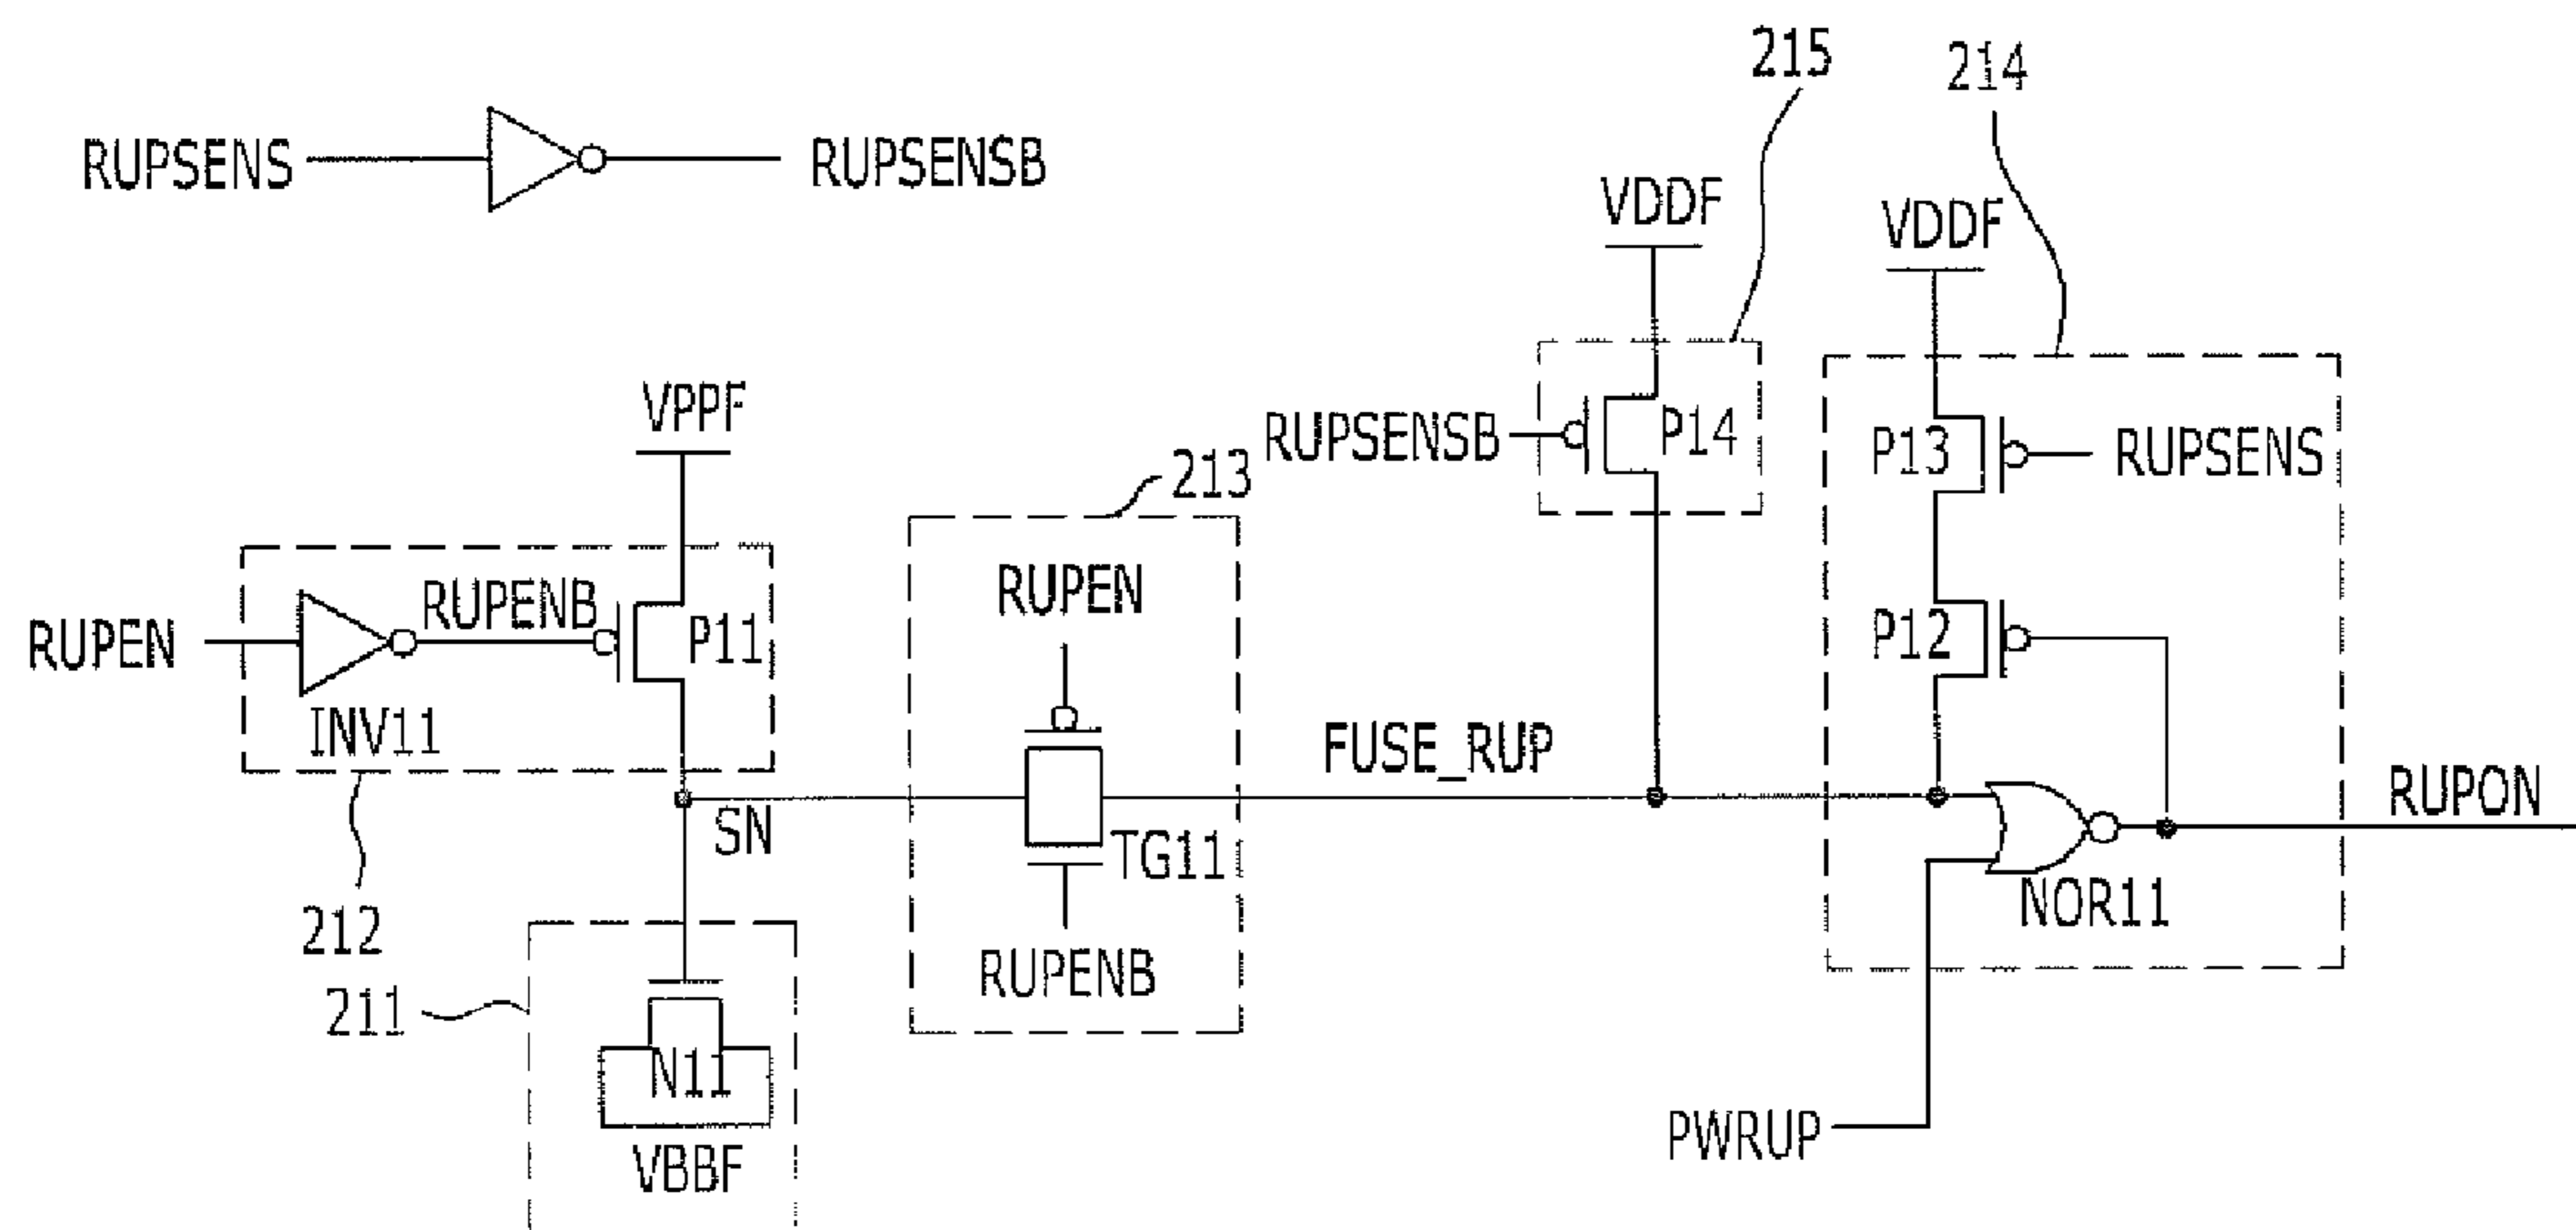 215
214
RUPSENS
RUPSENSB
VDDF
VDDF
VPPF
RUPSENSB
P14
P13
RUPSENS
213
RUPEN
RUPENB
P11
RUPEN
P12
INV11
FUSE_RUP
RUPON
SN
TG11
212
NOR11
RUPENB
211
N11
PWRUP
VBBF